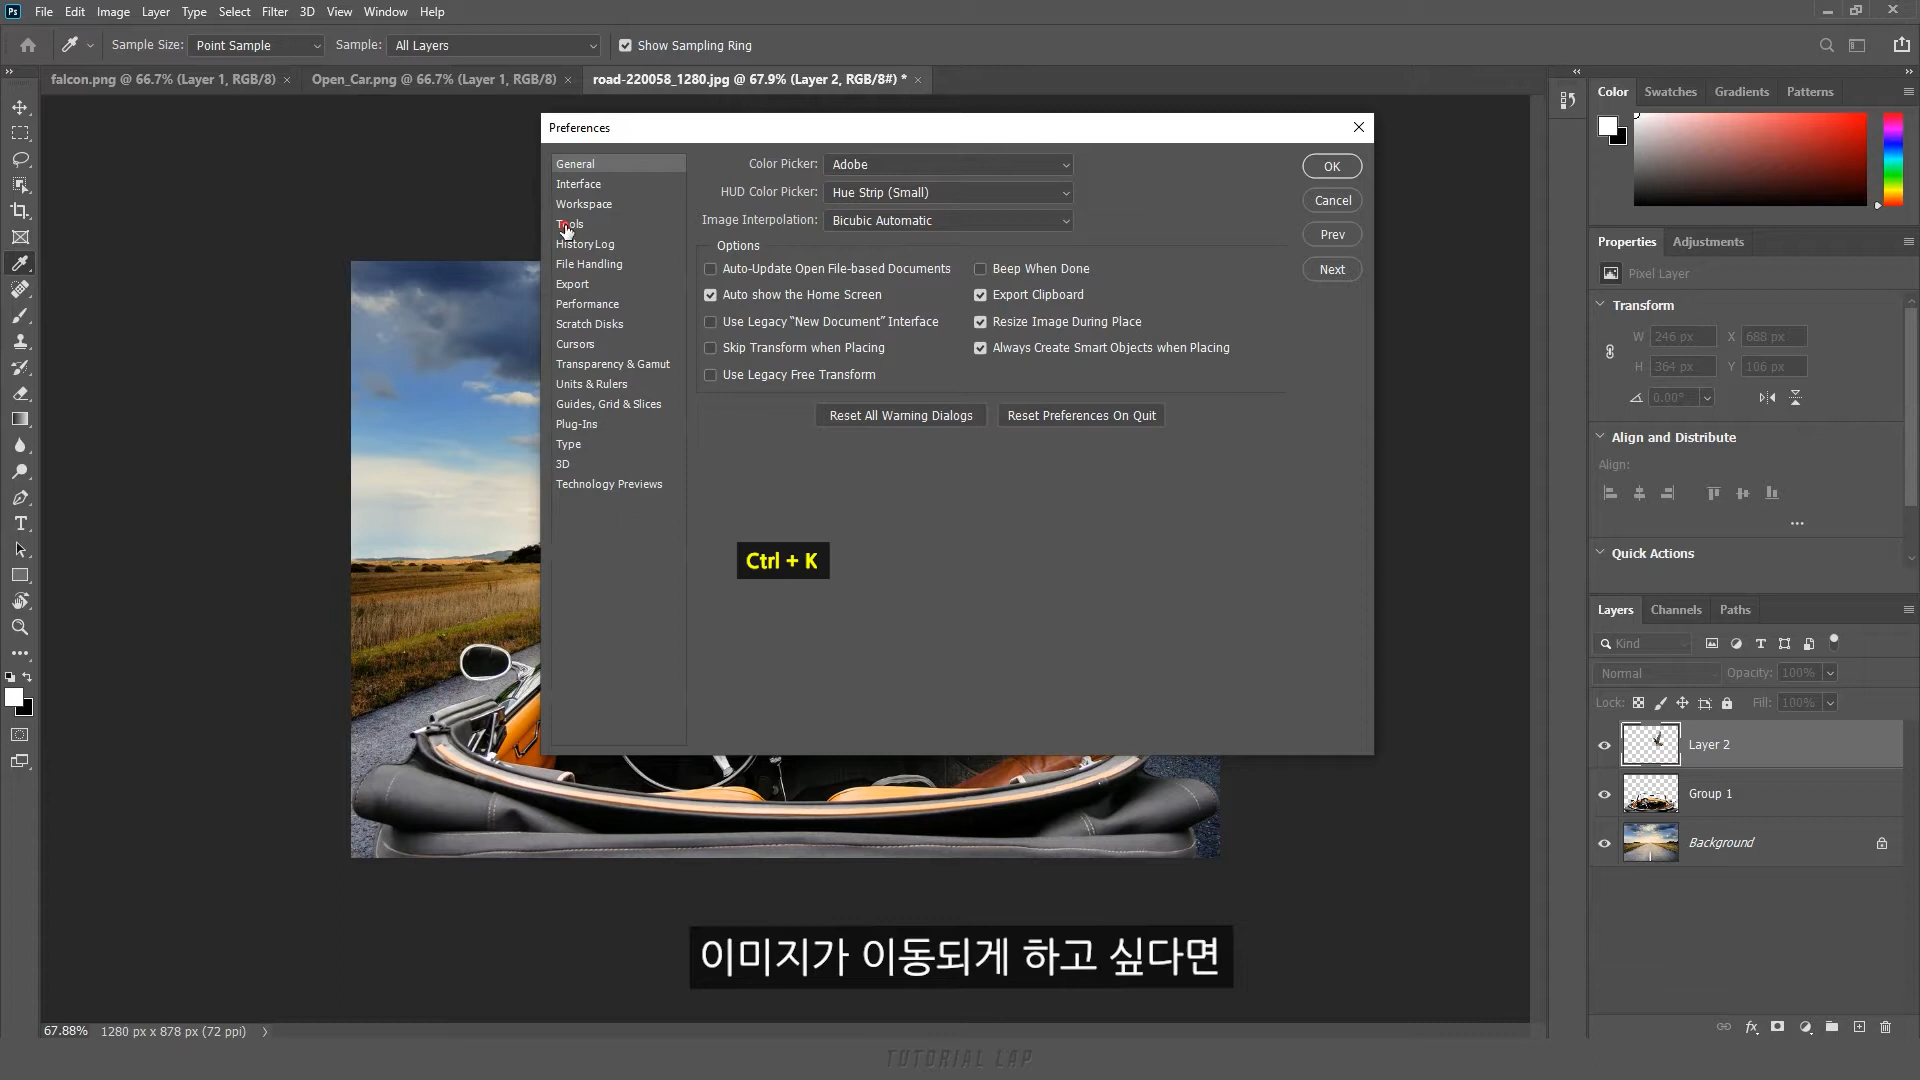 Ps File Edit Image Layer Type Select Filter 3D View Window Help
Sample Size: Point Sample Sample: All Layers Show Sampling Ring
falcon.png @ 66.7% (Layer 1, RGB/8) × Open_Car.png @ 66.7% (Layer 1, RGB/8) × road-220058_1280.jpg @ 67.9% (Layer 2, RGB/8#) * ×
Preferences
General
Interface
Workspace
Tools
History Log
File Handling
Export
Performance
Scratch Disks
Cursors
Transparency & Gamut
Units & Rulers
Guides, Grid & Slices
Plug-Ins
Type
3D
Technology Previews
Color Picker: Adobe
HUD Color Picker: Hue Strip (Small)
Image Interpolation: Bicubic Automatic
Options
Auto-Update Open File-based Documents
Auto show the Home Screen
Use Legacy “New Document” Interface
Skip Transform when Placing
Use Legacy Free Transform
Beep When Done
Export Clipboard
Resize Image During Place
Always Create Smart Objects when Placing
Reset All Warning Dialogs
Reset Preferences On Quit
OK
Cancel
Prev
Next
Ctrl + K
이미지가 이동되게 하고 싶다면
Color Swatches Gradients Patterns
Properties Adjustments
Pixel Layer
Transform
W 246 px X 688 px
H 364 px Y 106 px
0.00°
Align and Distribute
Align:
Quick Actions
Layers Channels Paths
Kind
Normal Opacity: 100%
Lock: Fill: 100%
Layer 2
Group 1
Background
67.88% 1280 px x 878 px (72 ppi)
TUTORIAL LAP